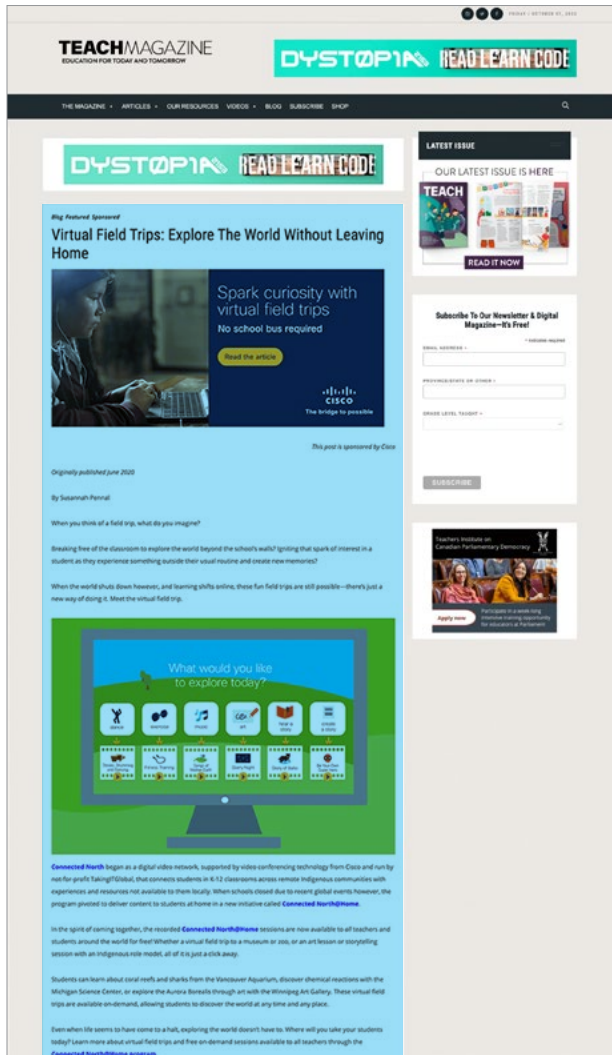 FRIDAY | OCTOBER 07, 2022
TEACHMAGAZINE
EDUCATION FOR TODAY AND TOMORROW
DYSTOPIA READ LEARN CODE
THE MAGAZINE ARTICLES OUR RESOURCES VIDEOS BLOG SUBSCRIBE SHOP
DYSTOPIA READ LEARN CODE
Blog Featured Sponsored
Virtual Field Trips: Explore The World Without Leaving
Home
Spark curiosity with
virtual field trips
No school bus required
Read the article
CISCO
The bridge to possible
This post is sponsored by Cisco
Originally published June 2020
By Susannah Pennal
When you think of a field trip, what do you imagine?
Breaking free of the classroom to explore the world beyond the school's walls? Igniting that spark of interest in a
student as they experience something outside their usual routine and create new memories?
When the world shuts down however, and learning shifts online, these fun field trips are still possible—there's just a
new way of doing it. Meet the virtual field trip.
What would you like
to explore today?
dance exercise music art hear a story create a story
Connected North began as a digital video network, supported by video conferencing technology from Cisco and run by
not-for-profit TakingITGlobal, that connects students in K-12 classrooms across remote Indigenous communities with
experiences and resources not available to them locally. When schools closed due to recent global events however, the
program pivoted to deliver content to students at home in a new initiative called Connected North@Home.
In the spirit of coming together, the recorded Connected North@Home sessions are now available to all teachers and
students around the world for free! Whether a virtual field trip to a museum or zoo, or an art lesson or storytelling
session with an Indigenous role model, all of it is just a click away.
Students can learn about coral reefs and sharks from the Vancouver Aquarium, discover chemical reactions with the
Michigan Science Center, or explore the Aurora Borealis through art with the Winnipeg Art Gallery. These virtual field
trips are available on-demand, allowing students to discover the world at any time and any place.
Even when life seems to have come to a halt, exploring the world doesn't have to. Where will you take your students
today? Learn more about virtual field trips and free on demand sessions available to all teachers through the
Connected North@Home program.
LATEST ISSUE
OUR LATEST ISSUE IS HERE
TEACH
READ IT NOW
Subscribe To Our Newsletter & Digital
Magazine—It's Free!
* indicates required
EMAIL ADDRESS *
PROVINCE/STATE OR OTHER *
GRADE LEVEL TAUGHT *
SUBSCRIBE
Teachers Institute on
Canadian Parliamentary Democracy
Apply now
Participate in a week-long
intensive training opportunity
for educators at Parliament